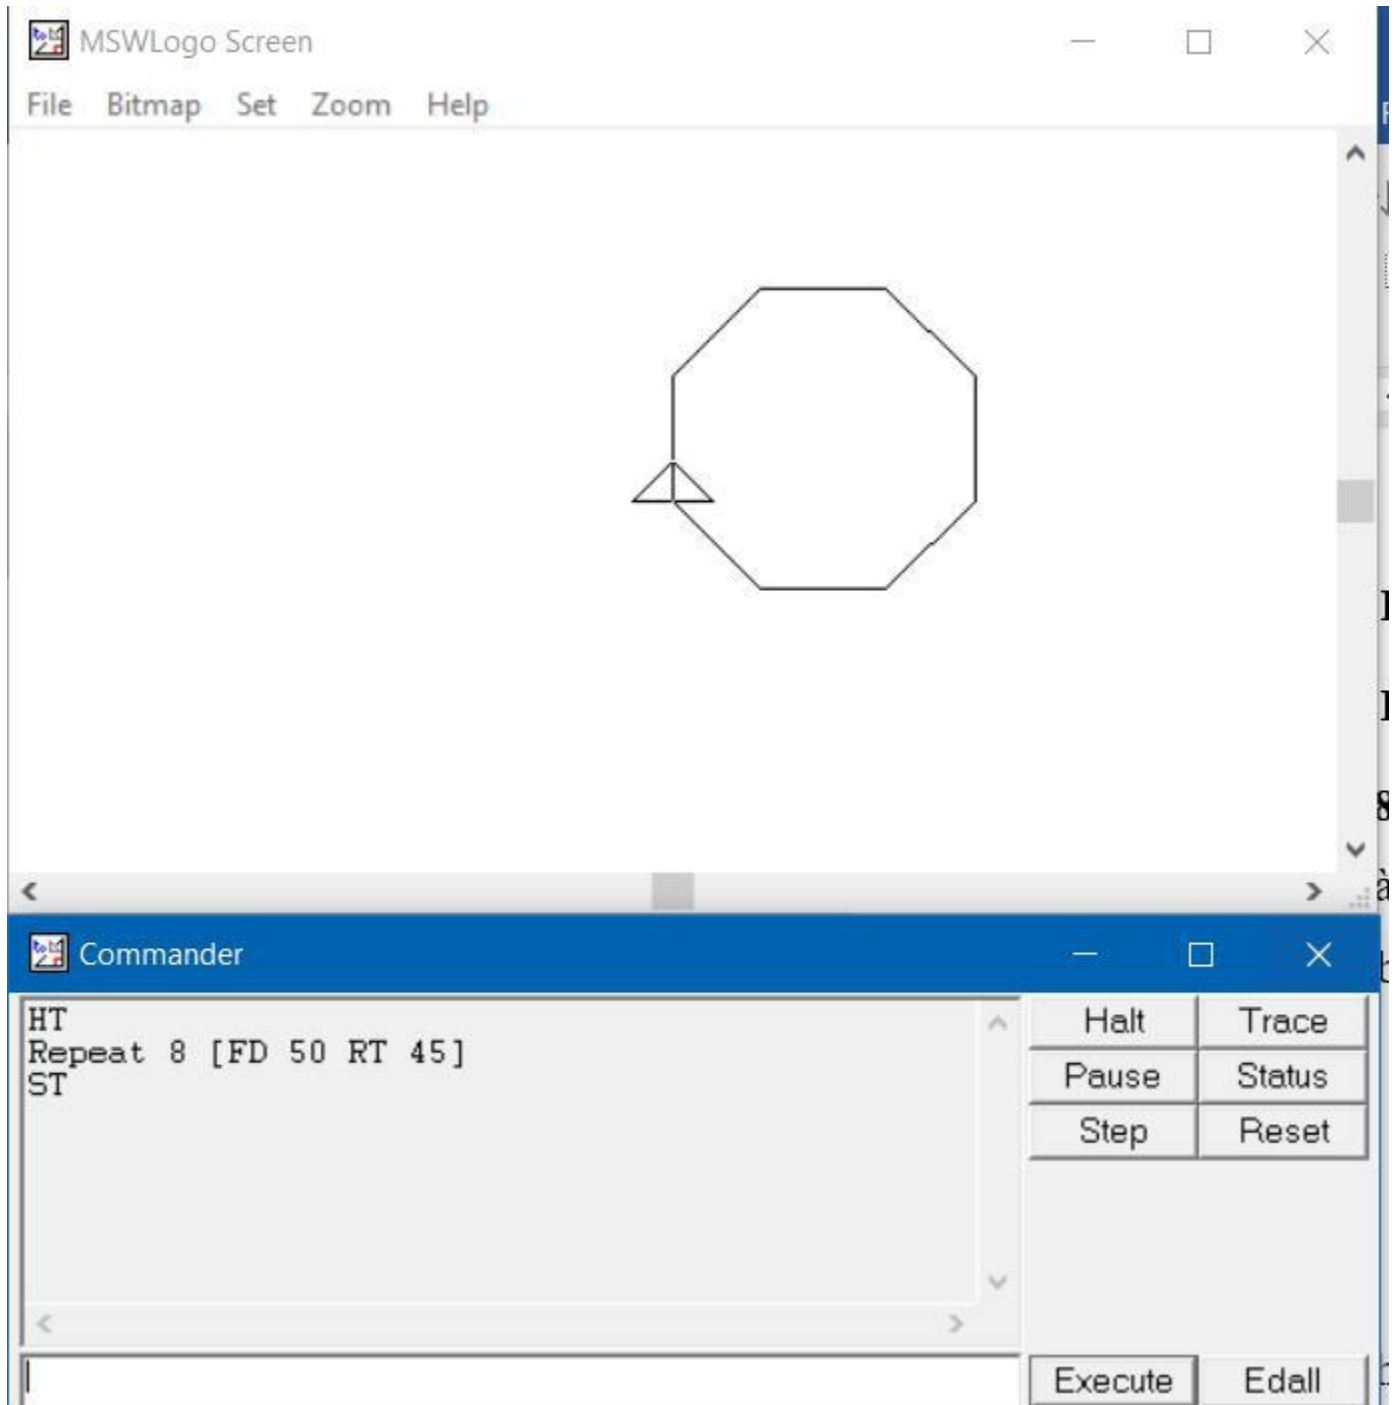 MSWLogo Screen
File Bitmap Set Zoom Help
Commander
HT
Repeat 8 [FD 50 RT 45]
ST
Halt Trace
Pause Status
Step Reset
Execute Edall